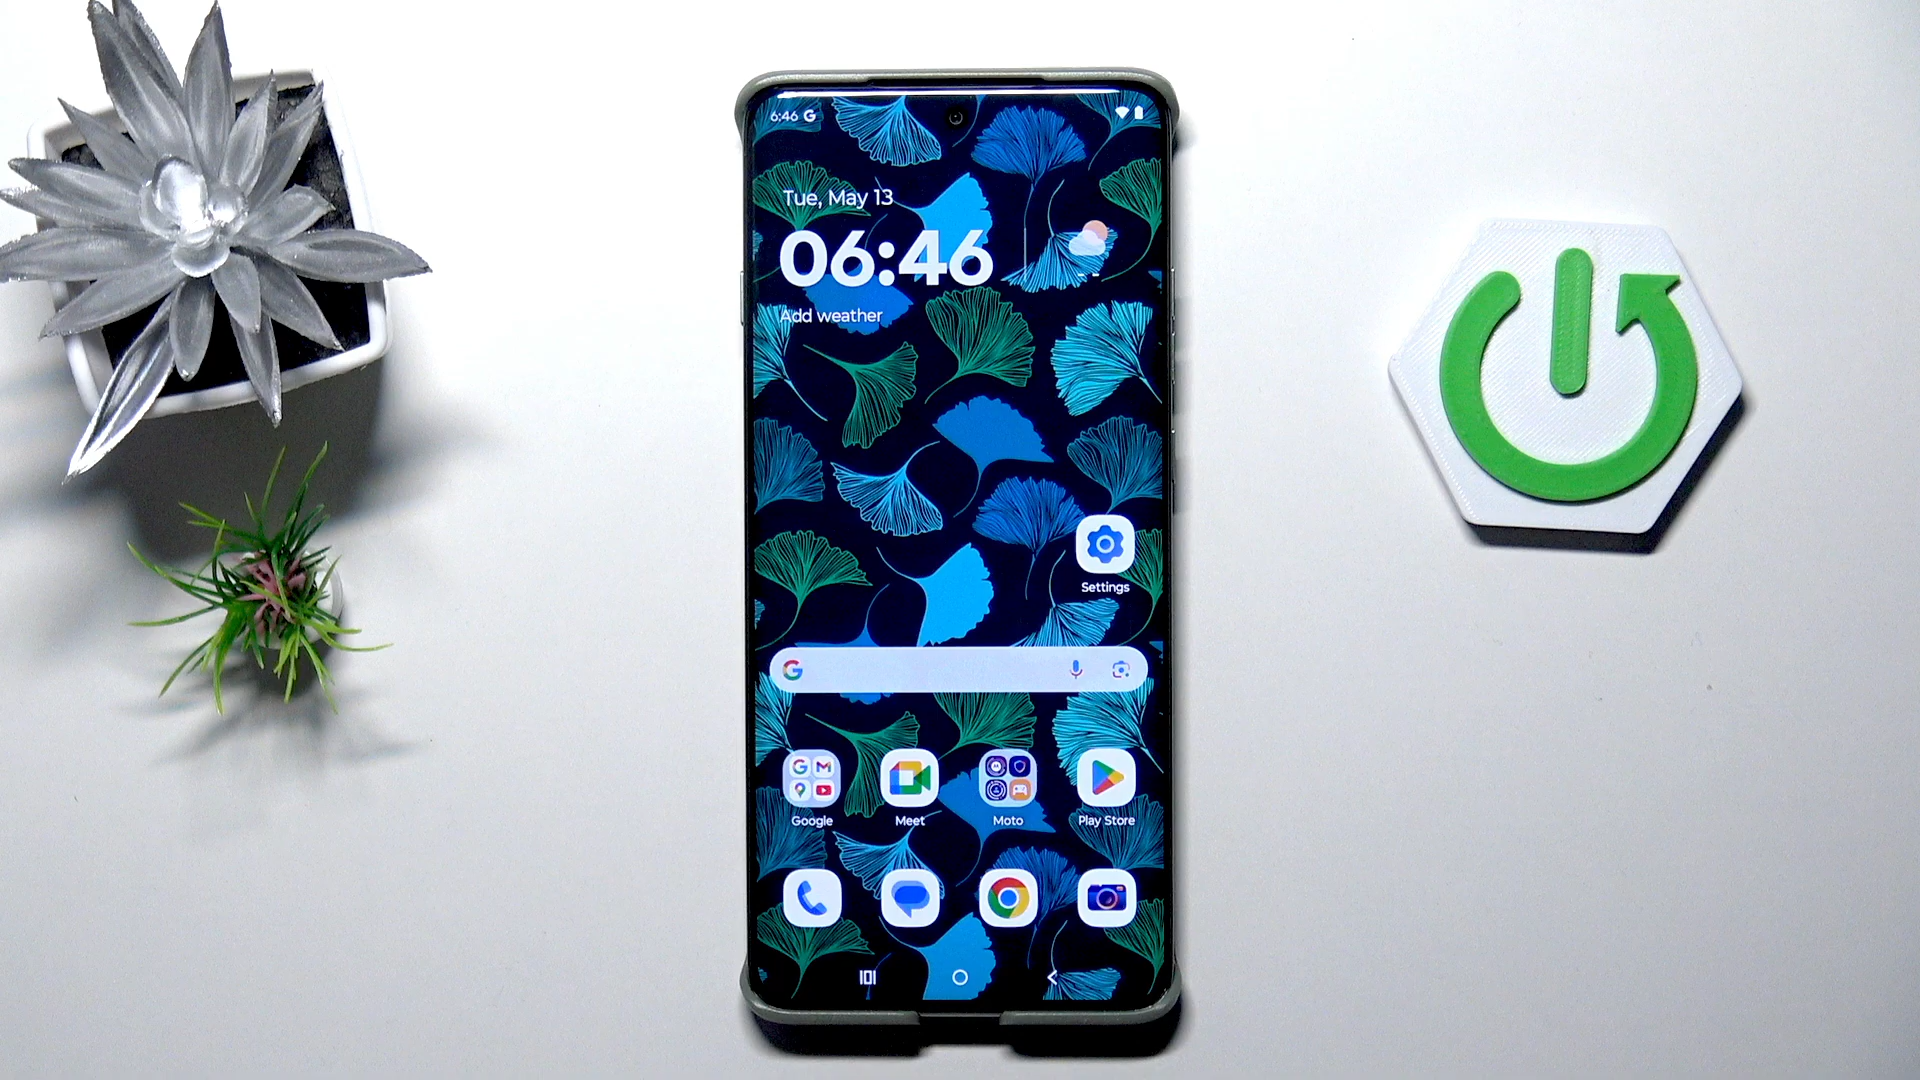 6:46 G
Tue, May 13
06:46
Add weather
Settings
Google
Meet
Moto
Play Store